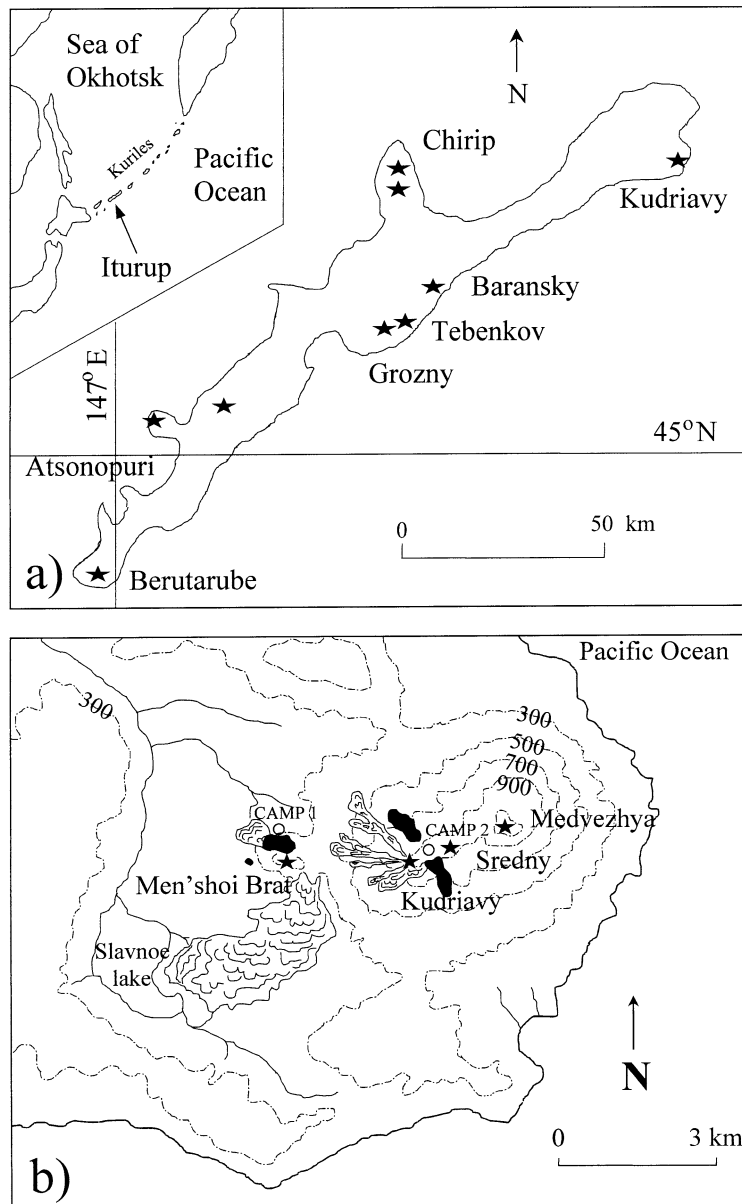 Sea of
Okhotsk
N
Kuriles
Pacific
Ocean
Iturup
Chirip
Kudriavy
Baransky
Tebenkov
Grozny
147°E
45°N
Atsonopuri
0 50 km
a) Berutarube
Pacific Ocean
300
300
500
700
900
CAMP 1
CAMP 2
Medvezhya
Sredny
Men'shoi Brat
Kudriavy
Slavnoe
lake
N
0 3 km
b)